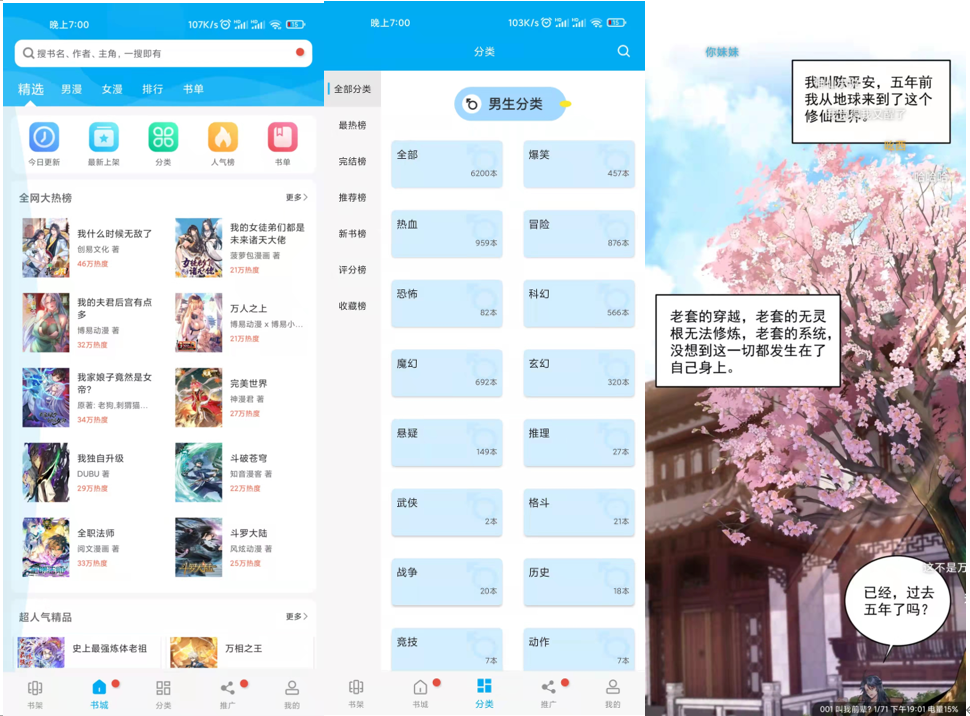 晚上7:00
107K/s
15
搜书名、作者、主角，一搜即有
精选 男漫 女漫 排行 书单
今日更新 最新上架 分类 人气榜 书单
全网大热榜 更多
我什么时候无敌了
创易文化 著
46万热度
我的女徒弟们都是
未来诸天大佬
菠萝包漫画 著
21万热度
我的夫君后宫有点
多
博易动漫 著
32万热度
万人之上
博易动漫 x 博易小...
21万热度
我家娘子竟然是女
帝?
原著: 老狗,刺猬猫...
34万热度
完美世界
神漫君 著
27万热度
我独自升级
DUBU 著
29万热度
斗破苍穹
知音漫客 著
22万热度
全职法师
阅文漫画 著
33万热度
斗罗大陆
风炫动漫 著
25万热度
超人气精品 更多
史上最强炼体老祖
万相之王
书架 书城 分类 推广 我的
晚上7:00
103K/s
15
分类
全部分类
最热榜
完结榜
推荐榜
新书榜
评分榜
收藏榜
男生分类
全部
6200本
爆笑
457本
热血
959本
冒险
876本
恐怖
82本
科幻
566本
魔幻
692本
玄幻
320本
悬疑
149本
推理
27本
武侠
2本
格斗
21本
战争
20本
历史
18本
竞技
7本
动作
7本
书架 书城 分类 推广 我的
你妹妹
我叫陈平安，五年前
我从地球来到了这个
修仙世界。
老套的穿越，老套的无灵
根无法修炼，老套的系统，
没想到这一切都发生在了
自己身上。
这不是万
已经，过去
五年了吗?
001 叫我前辈? 1/71 下午19:01 电量15%